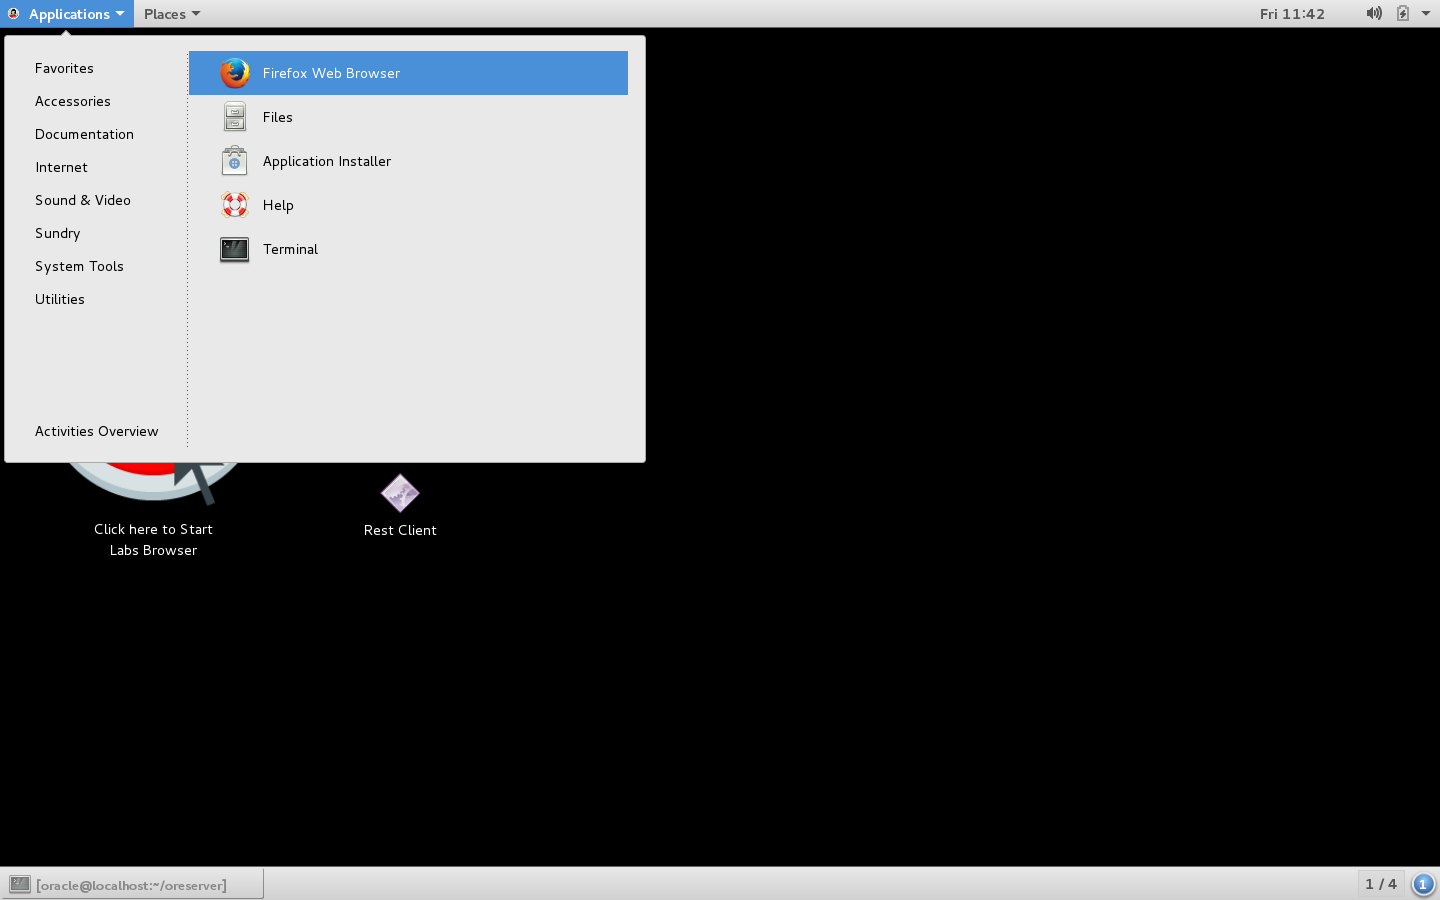 Applications
Places
Fri 11:42
Favorites
Accessories
Documentation
Internet
Sound & Video
Sundry
System Tools
Utilities
Activities Overview
Firefox Web Browser
Files
Application Installer
Help
Terminal
Click here to Start
Labs Browser
Rest Client
[oracle@localhost:~/oreserver]
1 / 4
1